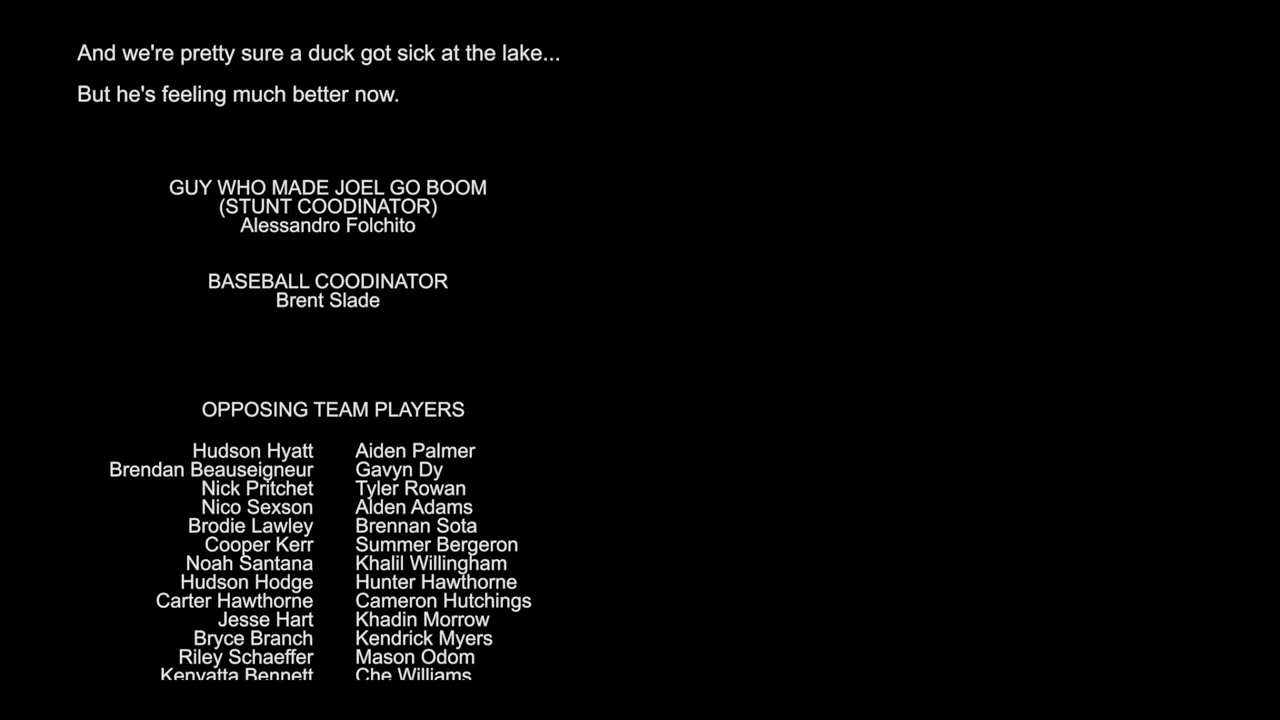 And we're pretty sure a duck got sick at the lake...
But he's feeling much better now.
GUY WHO MADE JOEL GO BOOM
(STUNT COODINATOR)
Alessandro Folchito
BASEBALL COODINATOR
Brent Slade
OPPOSING TEAM PLAYERS
Hudson Hyatt Aiden Palmer
Brendan Beauseigneur Gavyn Dy
Nick Pritchet Tyler Rowan
Nico Sexson Alden Adams
Brodie Lawley Brennan Sota
Cooper Kerr Summer Bergeron
Noah Santana Khalil Willingham
Hudson Hodge Hunter Hawthorne
Carter Hawthorne Cameron Hutchings
Jesse Hart Khadin Morrow
Bryce Branch Kendrick Myers
Riley Schaeffer Mason Odom
Kenyatta Bennett Che Williams